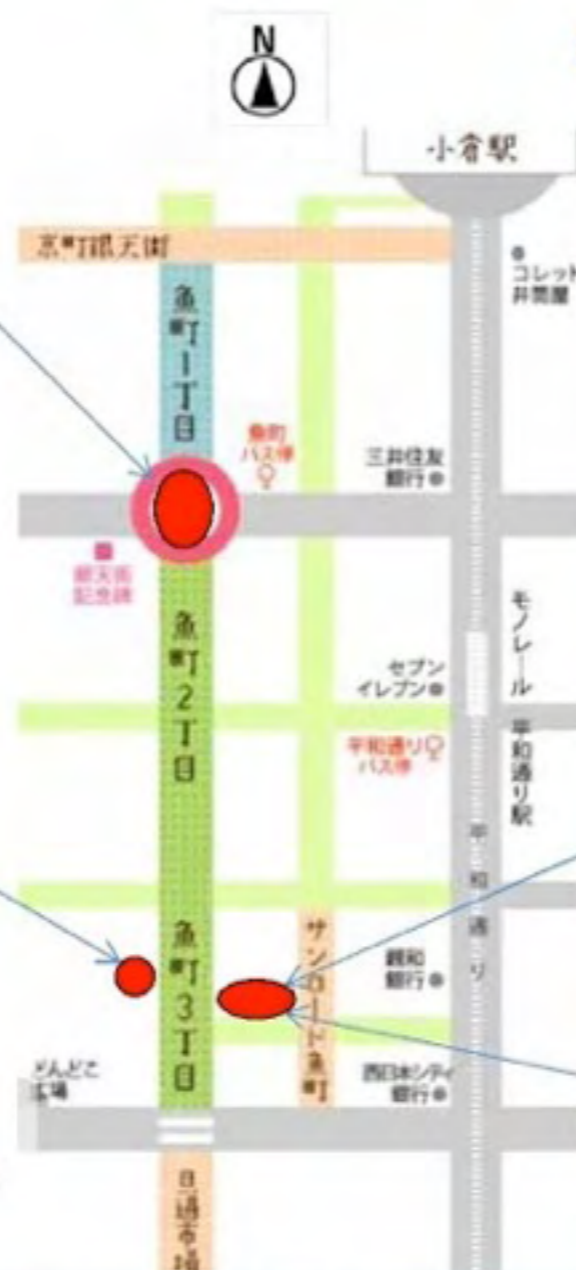 N
小倉駅
京町銀天街
コレット
井筒屋
魚町1丁目
魚町
バス停
三井住友
銀行
銀天街
記念碑
魚町2丁目
セブン
イレブン
モノレール 平和通り駅
平和通り
バス停
平和通り
魚町3丁目
サンロード魚町
親和
銀行
どんどこ
広場
西日本シティ
銀行
旦過市場